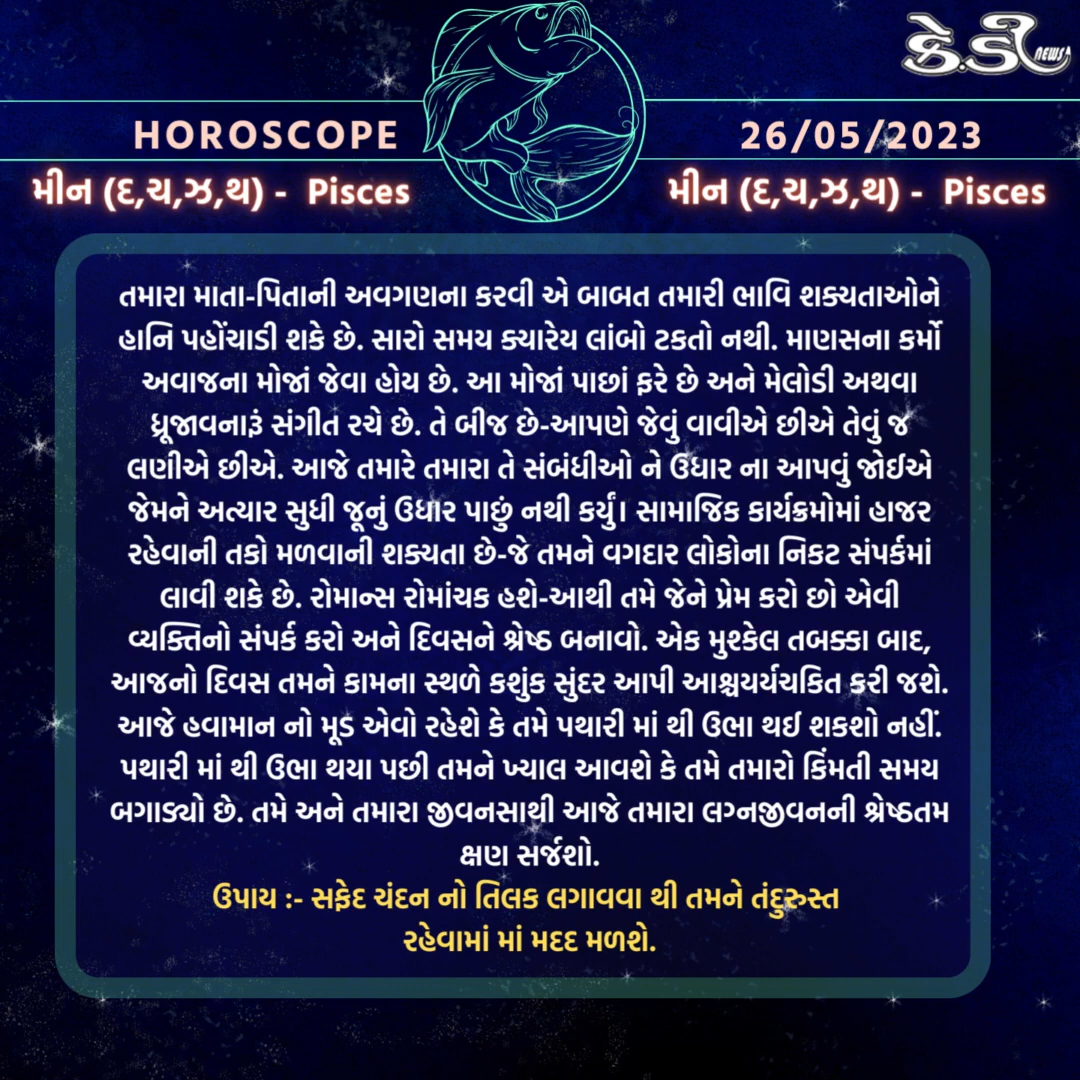 કે.ડી NEWS
HOROSCOPE
26/05/2023
મીન (દ,ચ,ઝ,થ) - Pisces
મીન (દ,ચ,ઝ,થ) - Pisces
તમારા માતા-પિતાની અવગણના કરવી એ બાબત તમારી ભાવિ શક્યતાઓને
હાનિ પહોંચાડી શકે છે. સારો સમય ક્યારેય લાંબો ટકતો નથી. માણસના કર્મો
અવાજના મોજાં જેવા હોય છે. આ મોજાં પાછાં ફરે છે અને મેલોડી અથવા
ધ્રૂજાવનારૂં સંગીત રચે છે. તે બીજ છે-આપણે જેવું વાવીએ છીએ તેવું જ
લણીએ છીએ. આજે તમારે તમારા તે સંબંધીઓ ને ઉધાર ના આપવું જોઈએ
જેમને અત્યાર સુધી જૂનું ઉધાર પાછું નથી કર્યું। સામાજિક કાર્યક્રમોમાં હાજર
રહેવાની તકો મળવાની શક્યતા છે-જે તમને વગદાર લોકોના નિકટ સંપર્કમાં
લાવી શકે છે. રોમાન્સ રોમાંચક હશે-આથી તમે જેને પ્રેમ કરો છો એવી
વ્યક્તિનો સંપર્ક કરો અને દિવસને શ્રેષ્ઠ બનાવો. એક મુશ્કેલ તબક્કા બાદ,
આજનો દિવસ તમને કામના સ્થળે કશુંક સુંદર આપી આશ્ચયર્યચકિત કરી જશે.
આજે હવામાન નો મૂડ એવો રહેશે કે તમે પથારી માં થી ઉભા થઈ શકશો નહીં.
પથારી માં થી ઉભા થયા પછી તમને ખ્યાલ આવશે કે તમે તમારો કિંમતી સમય
બગાડ્યો છે. તમે અને તમારા જીવનસાથી આજે તમારા લગ્નજીવનની શ્રેષ્ઠતમ
ક્ષણ સર્જશો.
ઉપાય :- સફેદ ચંદન નો તિલક લગાવવા થી તમને તંદુરુસ્ત
રહેવામાં માં મદદ મળશે.